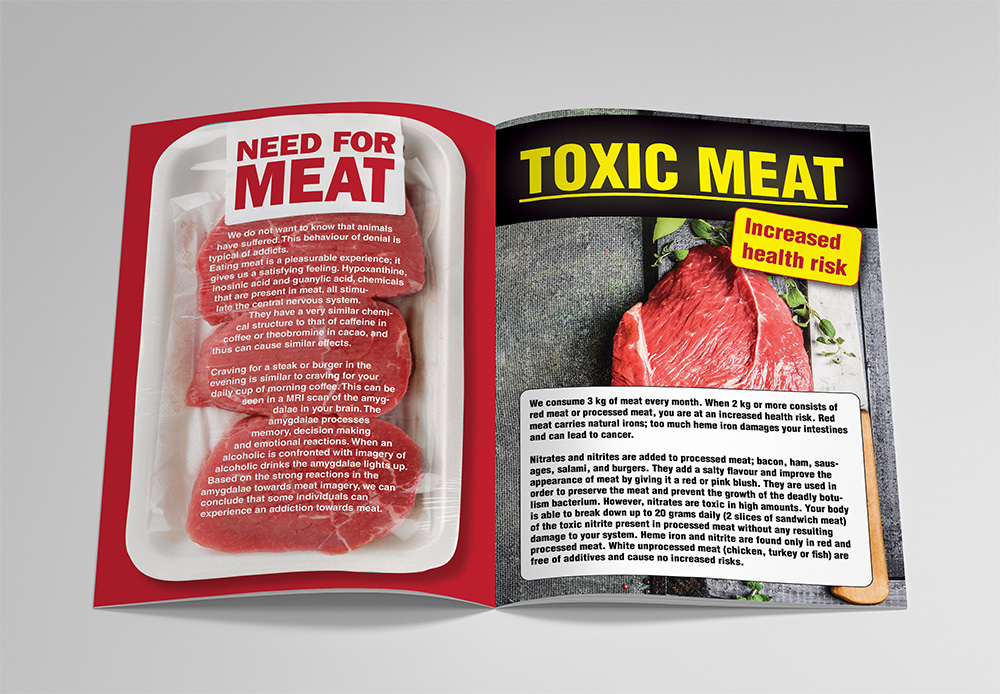 NEED FOR
MEAT
We do not want to know that animals
have suffered. This behaviour of denial is
typical of addicts.
Eating meat is a pleasurable experience; it
gives us a satisfying feeling. Hypoxanthine,
inosinic acid and guanylic acid, chemicals
that are present in meat, all stimu-
late the central nervous system.
They have a very similar chemi-
cal structure to that of caffeine in
coffee or theobromine in cacao, and
thus can cause similar effects.
Craving for a steak or burger in the
evening is similar to craving for your
daily cup of morning coffee. This can be
seen in a MRI scan of the amyg-
dalae in your brain. The
amygdalae processes
memory, decision making
and emotional reactions. When an
alcoholic is confronted with imagery of
alcoholic drinks the amygdalae lights up.
Based on the strong reactions in the
amygdalae towards meat imagery, we can
conclude that some individuals can
experience an addiction towards meat.
TOXIC MEAT
Increased
health risk
We consume 3 kg of meat every month. When 2 kg or more consists of
red meat or processed meat, you are at an increased health risk. Red
meat carries natural irons; too much heme iron damages your intestines
and can lead to cancer.
Nitrates and nitrites are added to processed meat; bacon, ham, saus-
ages, salami, and burgers. They add a salty flavour and improve the
appearance of meat by giving it a red or pink blush. They are used in
order to preserve the meat and prevent the growth of the deadly botu-
lism bacterium. However, nitrates are toxic in high amounts. Your body
is able to break down up to 20 grams daily (2 slices of sandwich meat)
of the toxic nitrite present in processed meat without any resulting
damage to your system. Heme iron and nitrite are found only in red and
processed meat. White unprocessed meat (chicken, turkey or fish) are
free of additives and cause no increased risks.